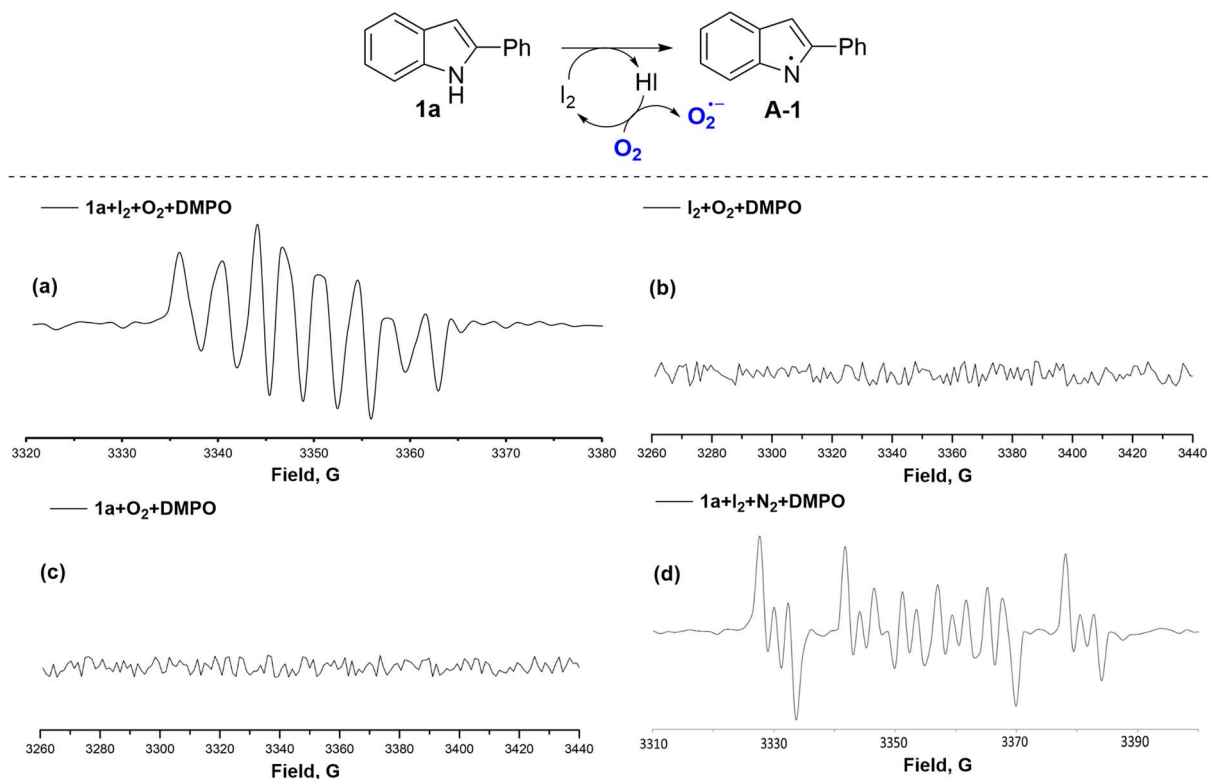 Ph
N
H
1a
I₂
HI
O₂
O₂•−
Ph
N
A-1
1a+I₂+O₂+DMPO
(a)
3320 3330 3340 3350 3360 3370 3380
Field, G
I₂+O₂+DMPO
(b)
3260 3280 3300 3320 3340 3360 3380 3400 3420 3440
Field, G
1a+O₂+DMPO
(c)
3260 3280 3300 3320 3340 3360 3380 3400 3420 3440
Field, G
1a+I₂+N₂+DMPO
(d)
3310 3330 3350 3370 3390
Field, G